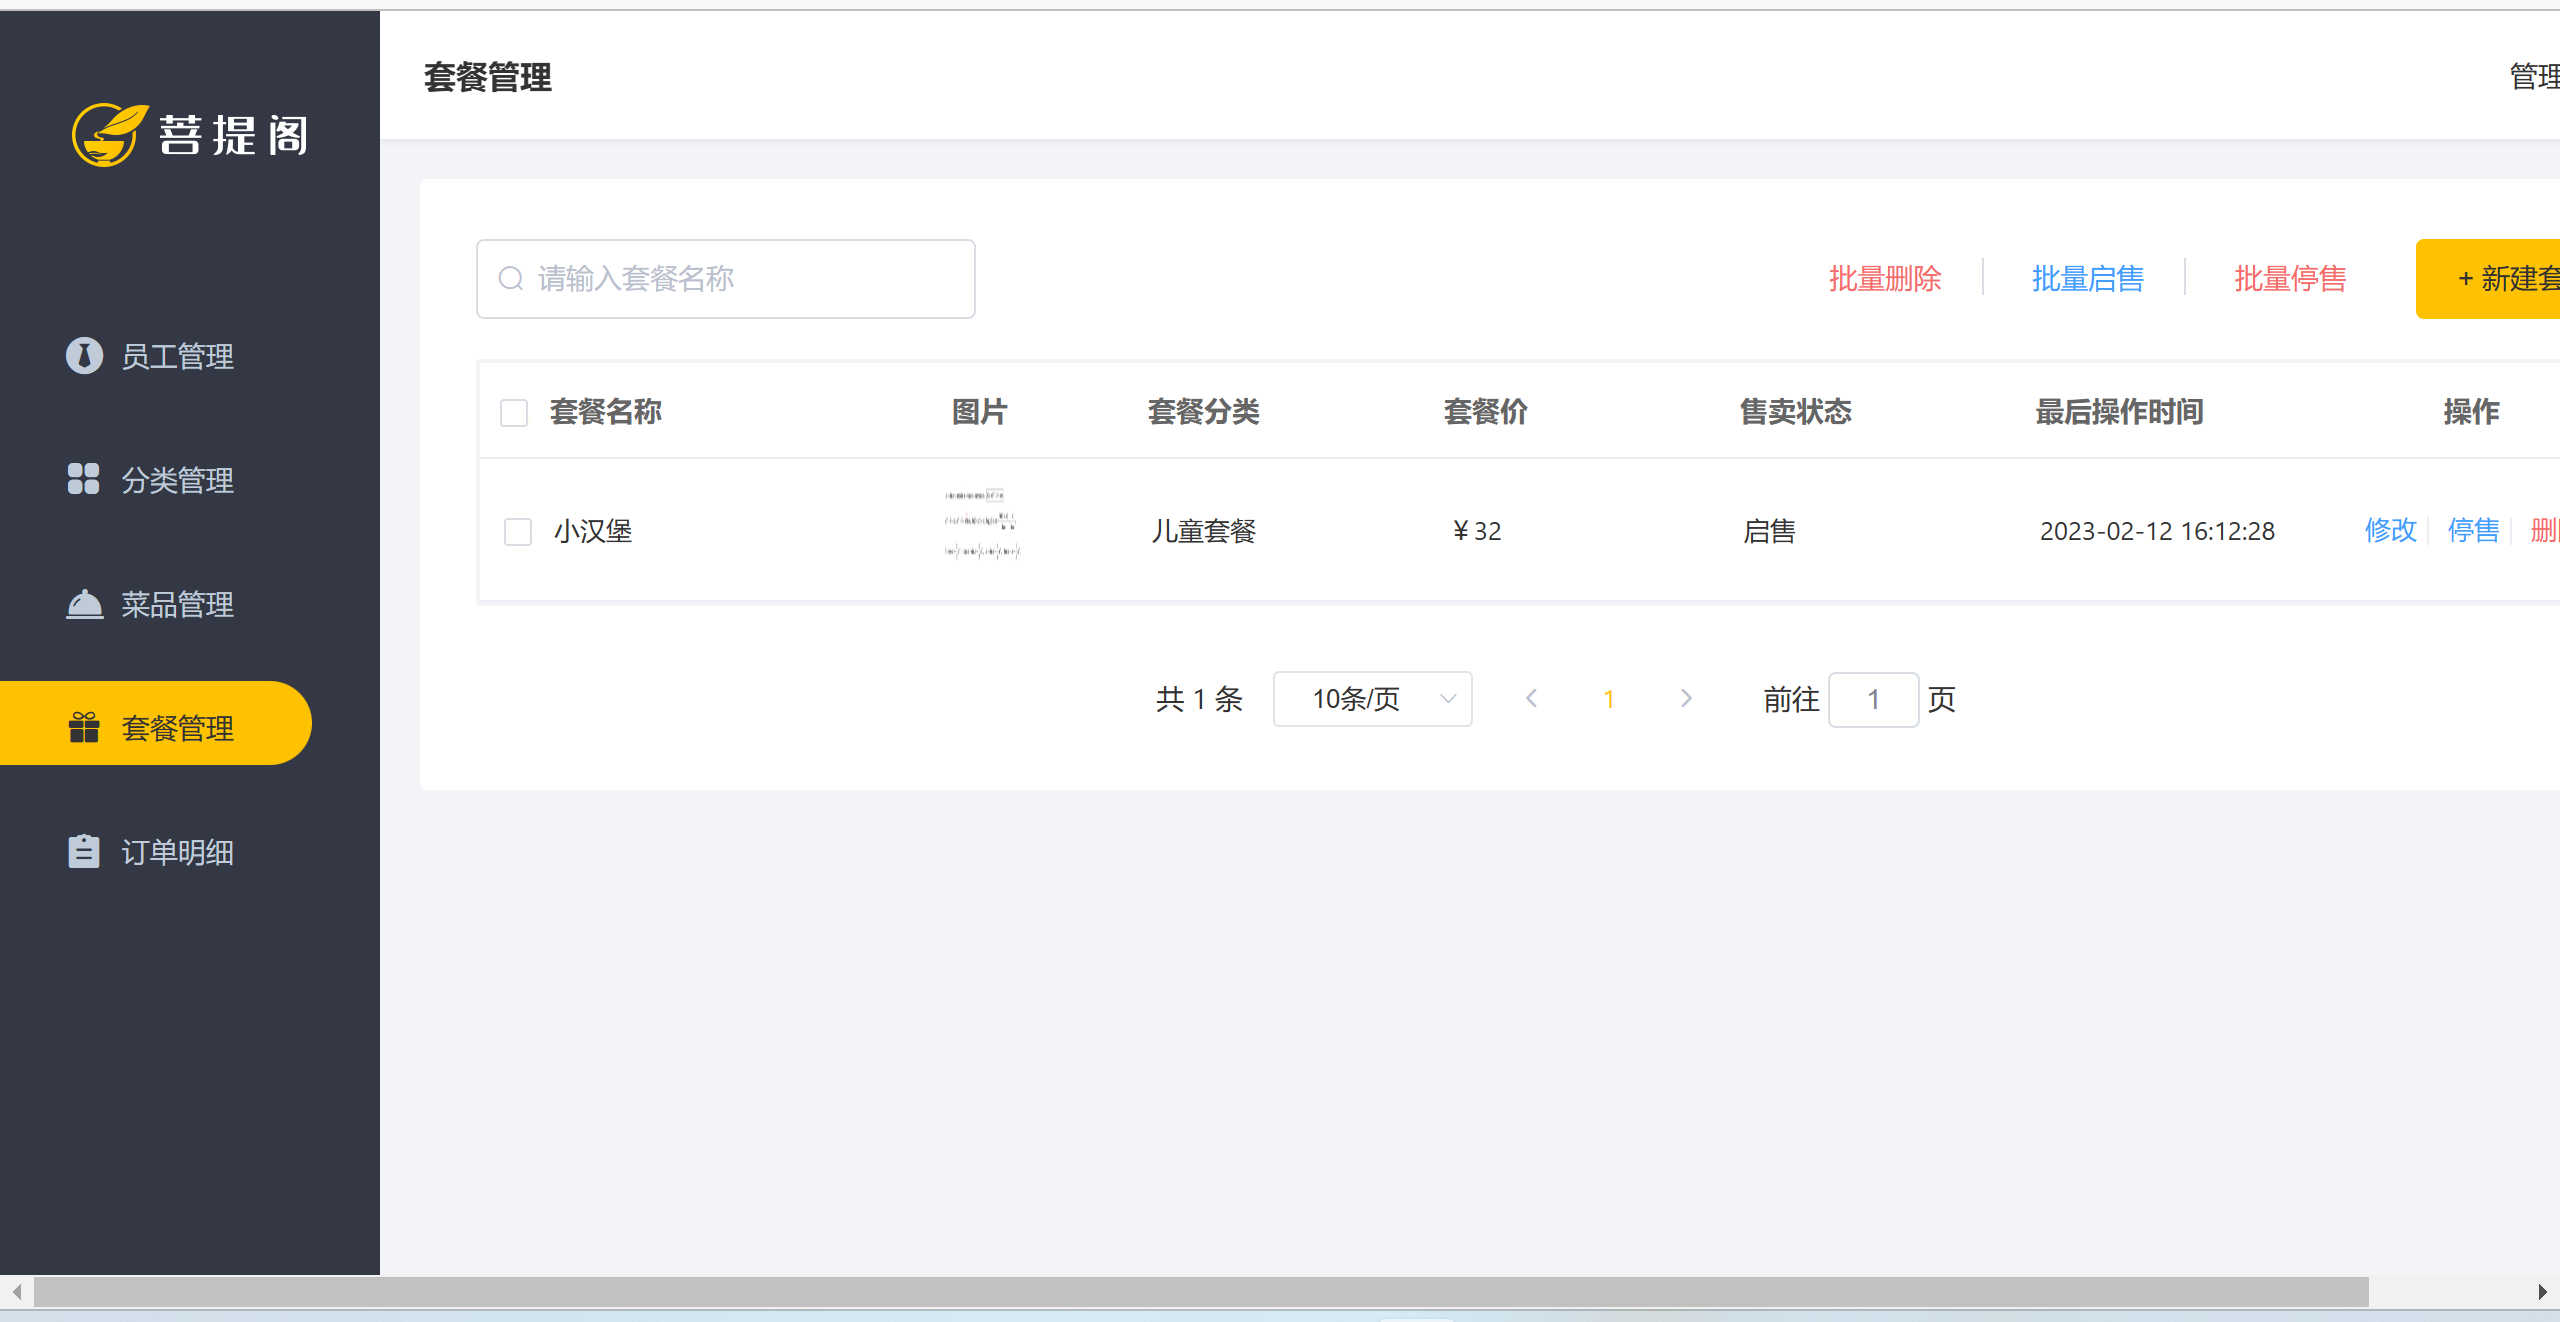 菩提阁
员工管理
分类管理
菜品管理
套餐管理
订单明细
套餐管理
管理
请输入套餐名称
批量删除
批量启售
批量停售
+ 新建套
套餐名称 图片 套餐分类 套餐价 售卖状态 最后操作时间 操作
小汉堡 儿童套餐 ￥32 启售 2023-02-12 16:12:28 修改 停售
共 1 条 10条/页 1 前往 1 页